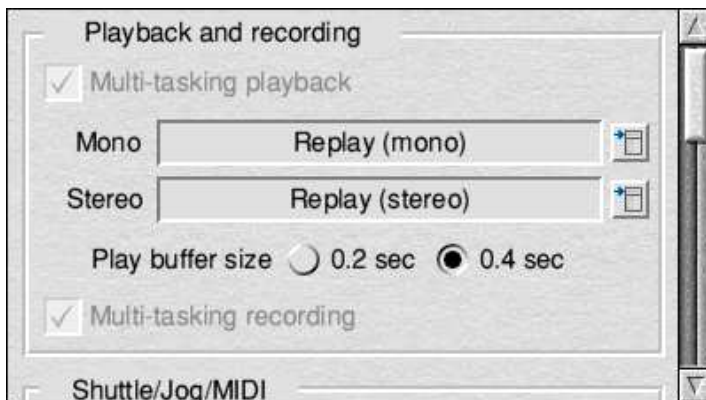 Playback and recording
Multi-tasking playback
Mono Replay (mono)
Stereo Replay (stereo)
Play buffer size 0.2 sec 0.4 sec
Multi-tasking recording
Shuttle/Jog/MIDI